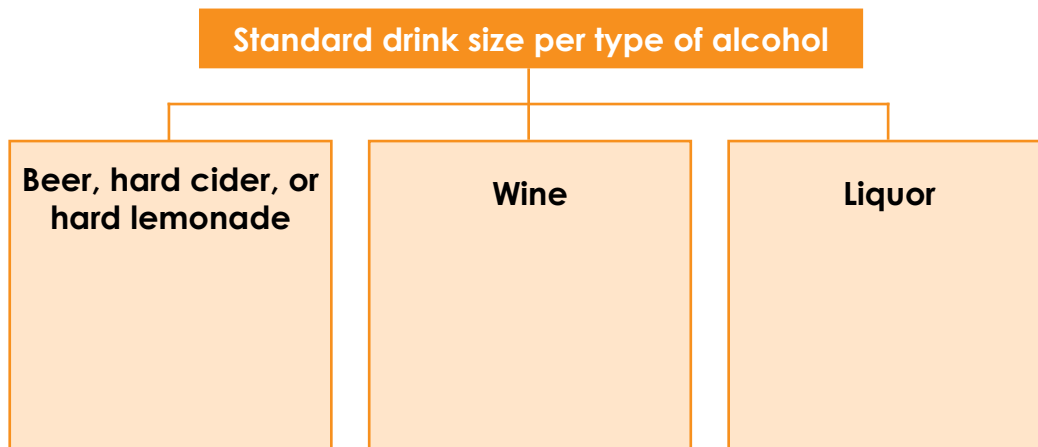 Standard drink size per type of alcohol
Beer, hard cider, or
hard lemonade
Wine
Liquor